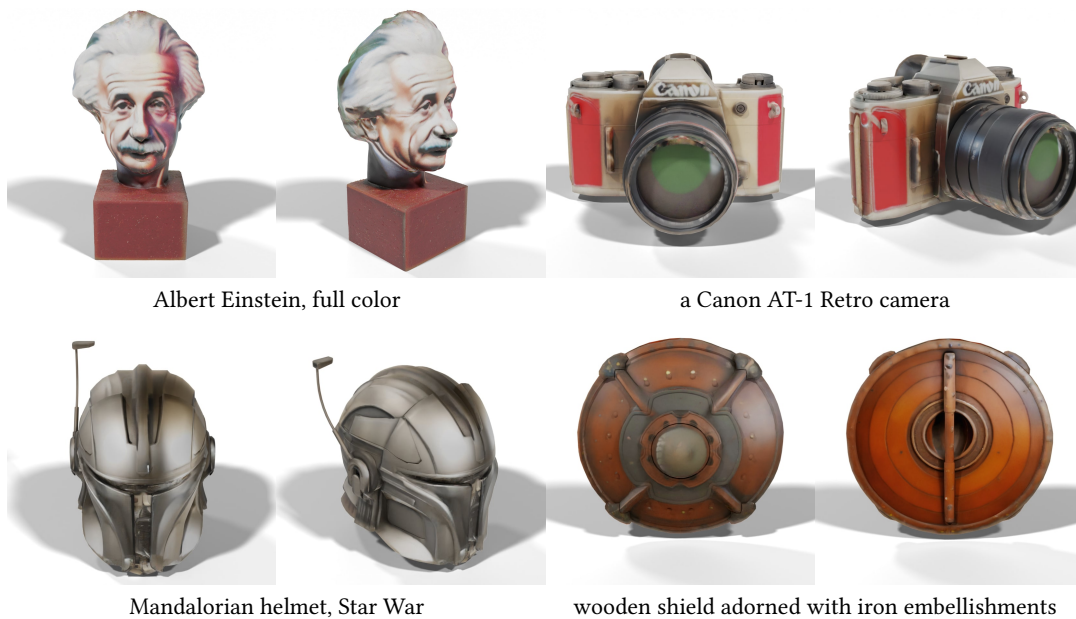 Canon
Canon
Albert Einstein, full color
a Canon AT-1 Retro camera
Mandalorian helmet, Star War
wooden shield adorned with iron embellishments